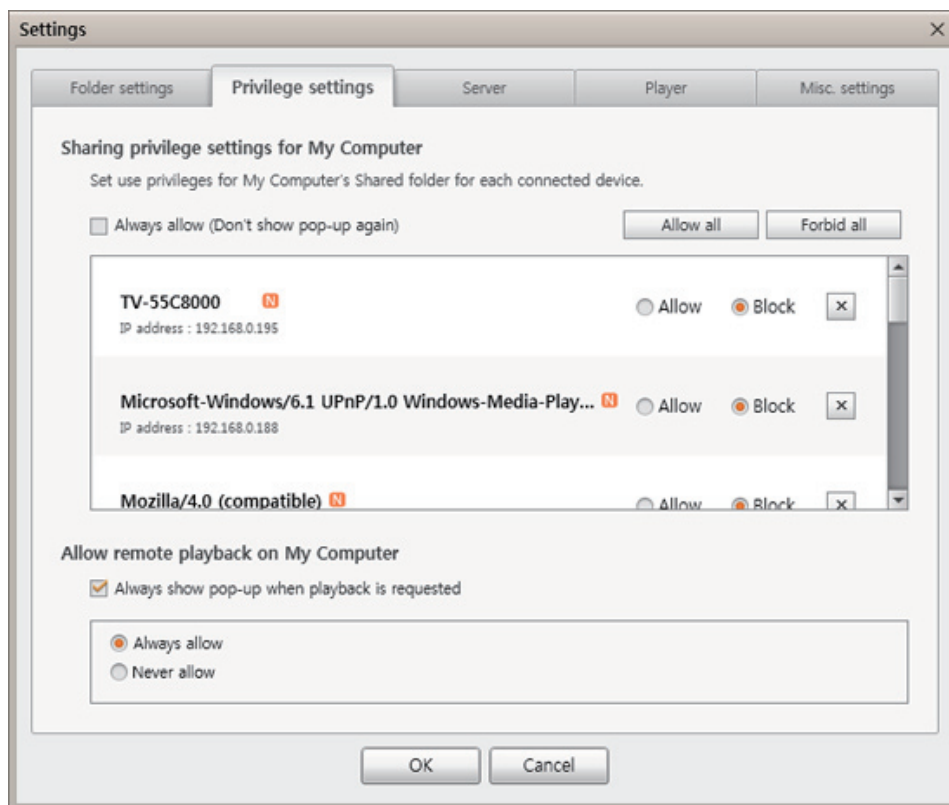 Settings
Folder settings Privilege settings Server Player Misc. settings
Sharing privilege settings for My Computer
Set use privileges for My Computer's Shared folder for each connected device.
Always allow (Don't show pop-up again) Allow all Forbid all
TV-55C8000 N Allow Block
IP address : 192.168.0.195
Microsoft-Windows/6.1 UPnP/1.0 Windows-Media-Play... N Allow Block
IP address : 192.168.0.188
Mozilla/4.0 (compatible) N Allow Block
Allow remote playback on My Computer
Always show pop-up when playback is requested
Always allow
Never allow
OK Cancel